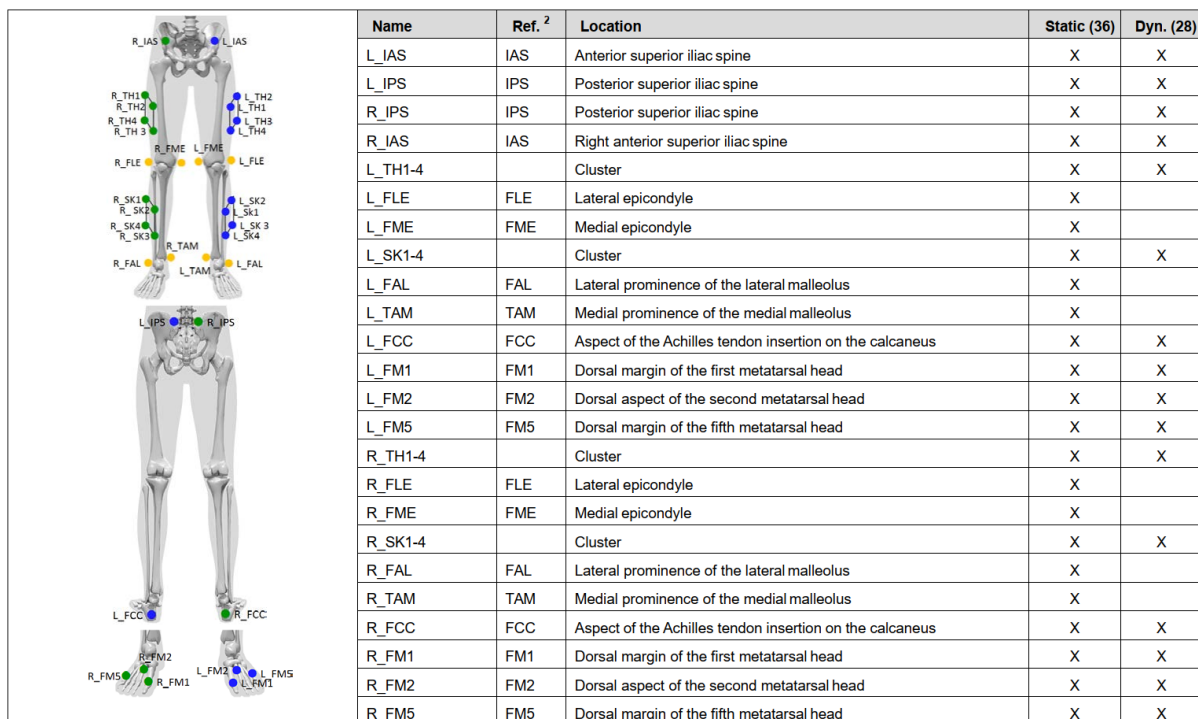 R_IAS L_IAS
R_TH1 L_TH2
R_TH2 L_TH1
R_TH4 L_TH3
R_TH 3 L_TH4
R_FME L_FME
R_FLE L_FLE
R_SK1 L_SK2
R_ SK2 L_Sk1
R_SK4 L_SK 3
R_ SK3 L_SK4
R_TAM
R_FAL L_TAM L_FAL
L_IPS R_IPS
L_FCC R_FCC
R_FM2
R_FM5 L_FM2 L_FM5
R_FM1 L_FM1
Name Ref. 2 Location Static (36) Dyn. (28)
L_IAS IAS Anterior superior iliac spine X X
L_IPS IPS Posterior superior iliac spine X X
R_IPS IPS Posterior superior iliac spine X X
R_IAS IAS Right anterior superior iliac spine X X
L_TH1-4 Cluster X X
L_FLE FLE Lateral epicondyle X
L_FME FME Medial epicondyle X
L_SK1-4 Cluster X X
L_FAL FAL Lateral prominence of the lateral malleolus X
L_TAM TAM Medial prominence of the medial malleolus X
L_FCC FCC Aspect of the Achilles tendon insertion on the calcaneus X X
L_FM1 FM1 Dorsal margin of the first metatarsal head X X
L_FM2 FM2 Dorsal aspect of the second metatarsal head X X
L_FM5 FM5 Dorsal margin of the fifth metatarsal head X X
R_TH1-4 Cluster X X
R_FLE FLE Lateral epicondyle X
R_FME FME Medial epicondyle X
R_SK1-4 Cluster X X
R_FAL FAL Lateral prominence of the lateral malleolus X
R_TAM TAM Medial prominence of the medial malleolus X
R_FCC FCC Aspect of the Achilles tendon insertion on the calcaneus X X
R_FM1 FM1 Dorsal margin of the first metatarsal head X X
R_FM2 FM2 Dorsal aspect of the second metatarsal head X X
R_FM5 FM5 Dorsal margin of the fifth metatarsal head X X